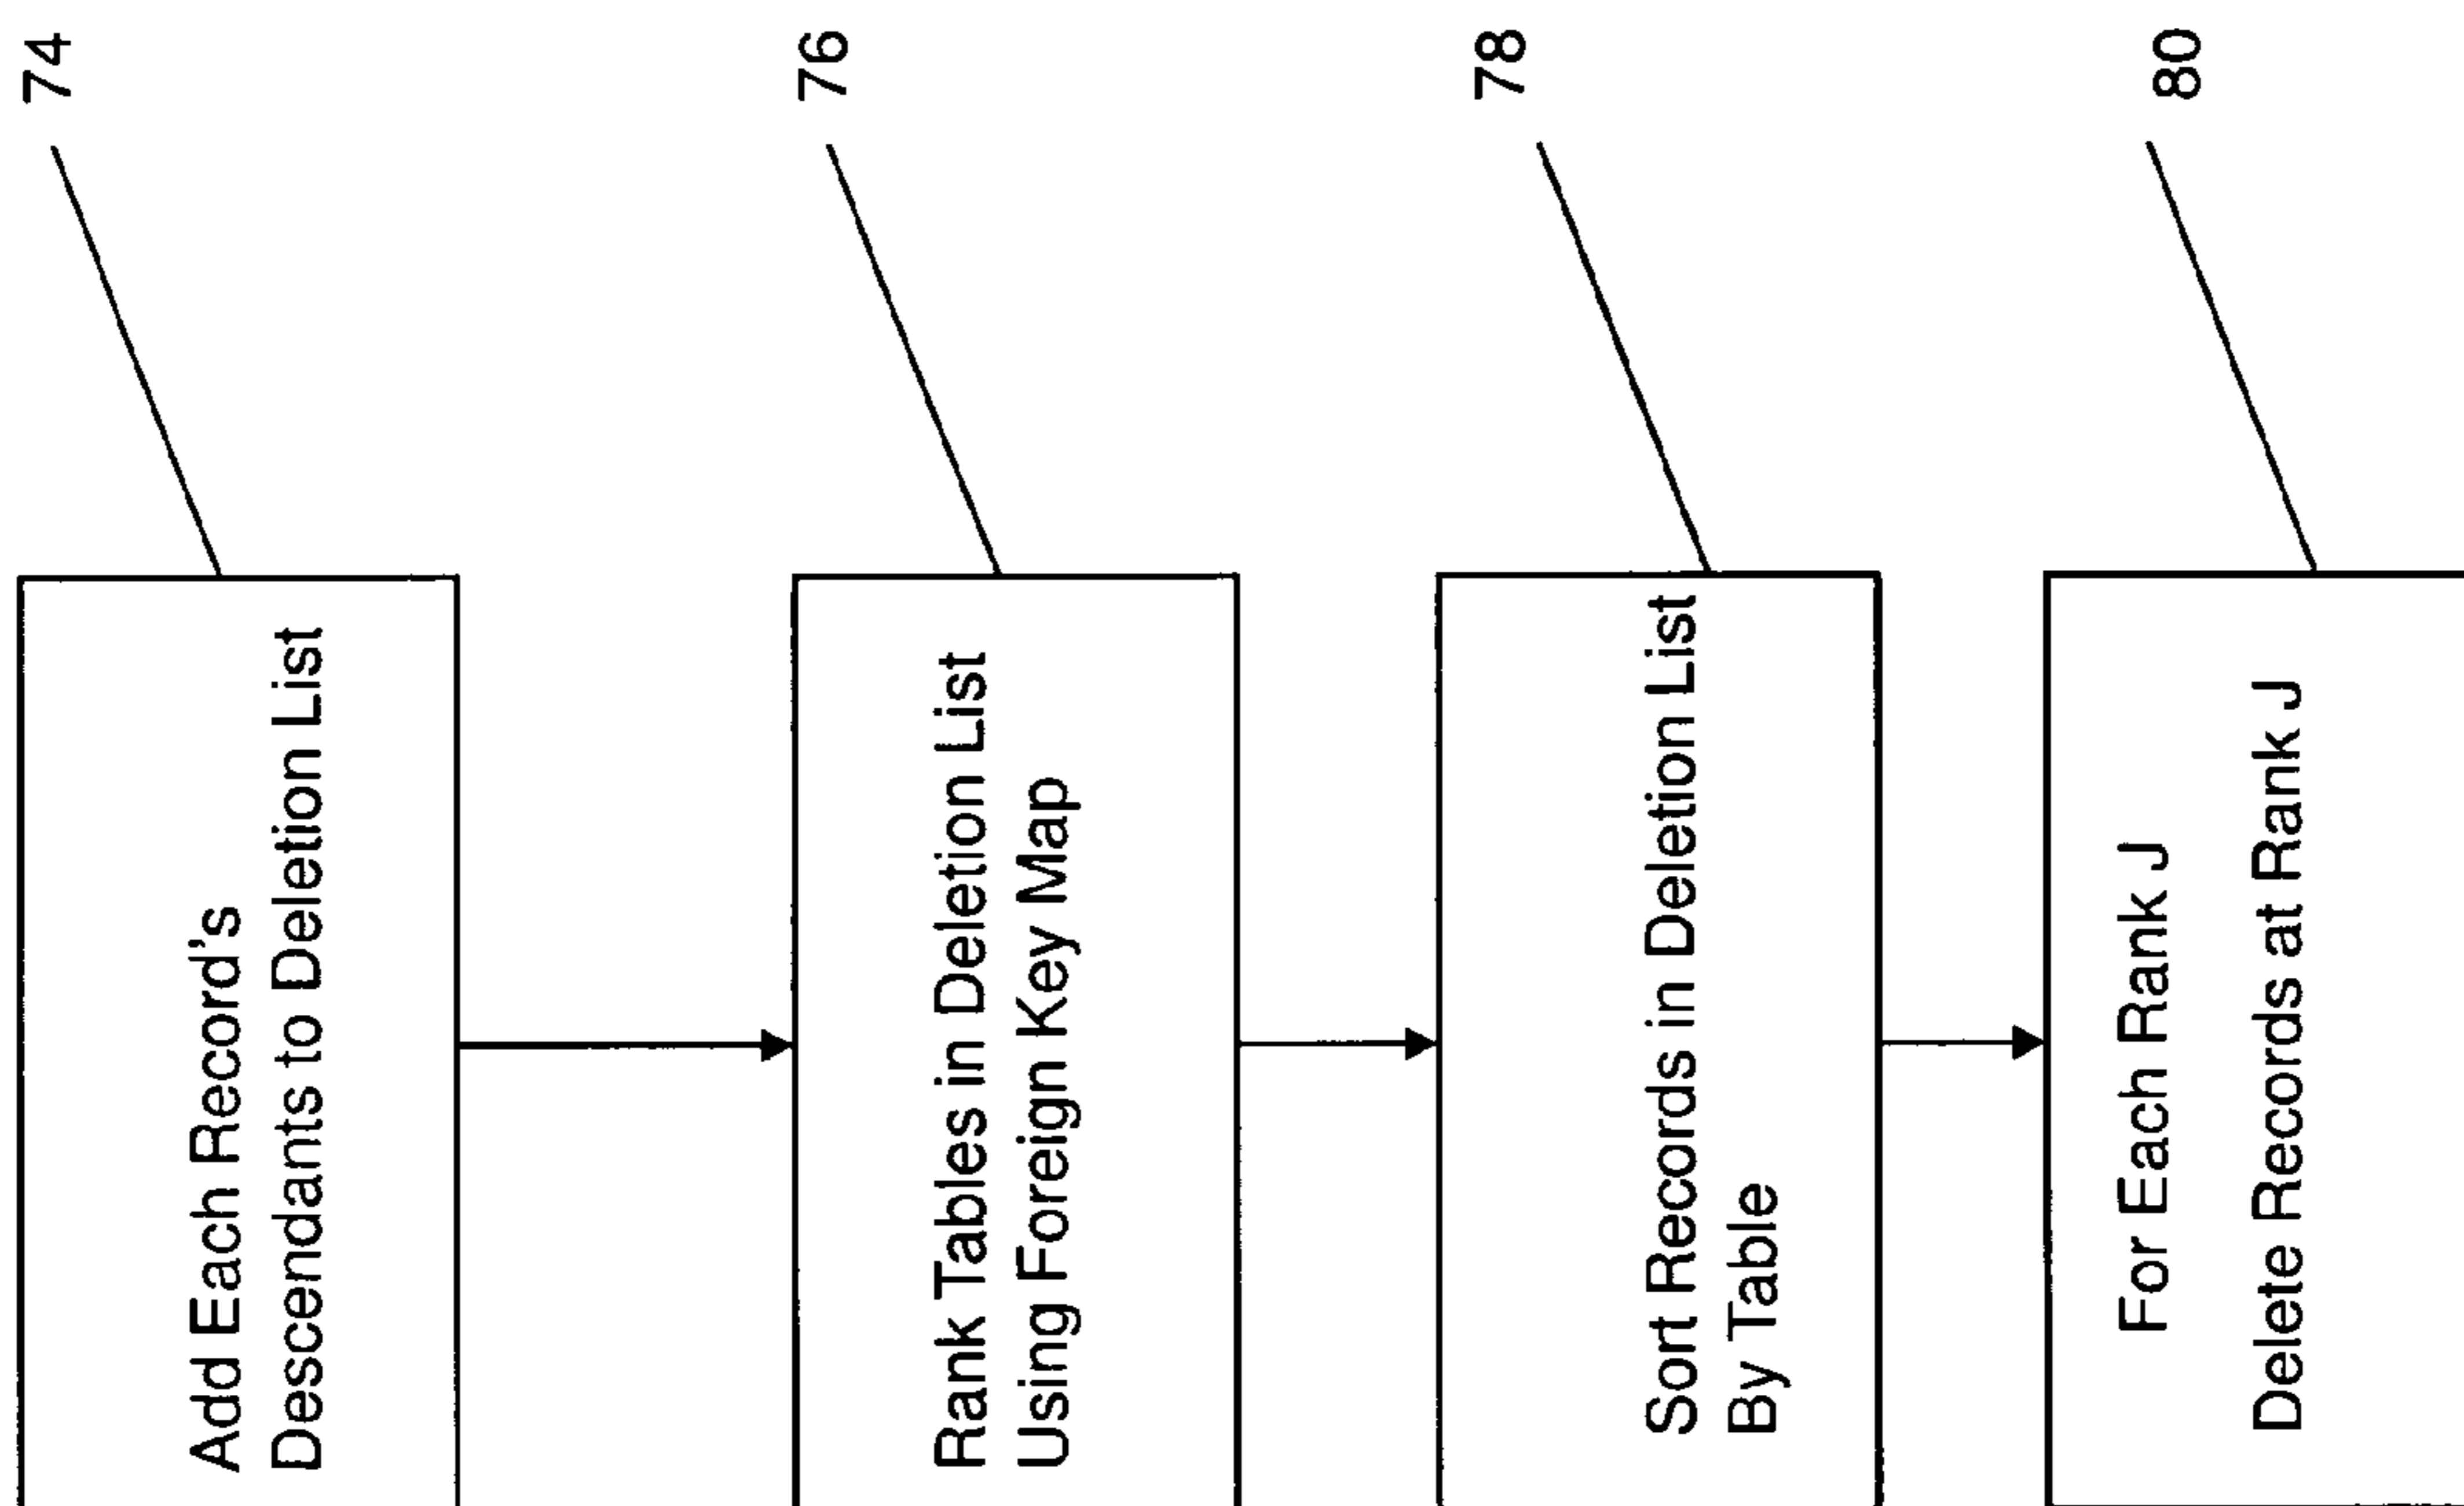 Add Each Record's
Descendants to Deletion List
74
Rank Tables in Deletion List
Using Foreign Key Map
76
Sort Records in Deletion List
By Table
78
For Each Rank J
Delete Records at Rank J
80